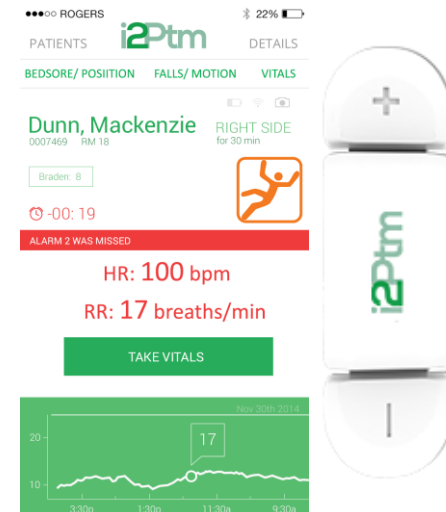 ROGERS 22%
PATIENTS i2Ptm DETAILS
BEDSORE/ POSIITION FALLS/ MOTION VITALS
Dunn, Mackenzie RIGHT SIDE
0007469 RM 18 for 30 min
Braden: 8
-00: 19
ALARM 2 WAS MISSED
HR: 100 bpm
RR: 17 breaths/min
TAKE VITALS
Nov 30th 2014
20
17
10
3:30p 1:30p 11:30a 9:30a
+
i2Ptm
—